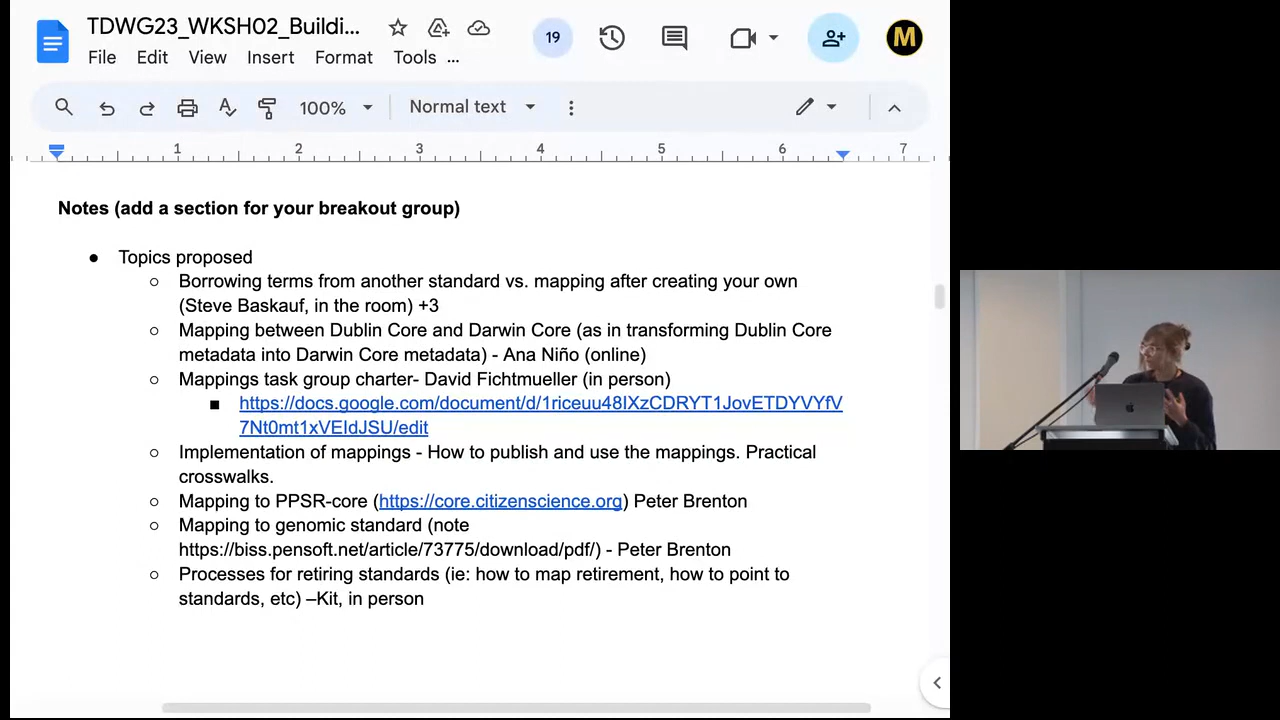 TDWG23_WKSH02_Buildi...
19
M
File Edit View Insert Format Tools ...
100% Normal text
1 2 3 4 5 6 7
Notes (add a section for your breakout group)
● Topics proposed
○ Borrowing terms from another standard vs. mapping after creating your own
(Steve Baskauf, in the room) +3
○ Mapping between Dublin Core and Darwin Core (as in transforming Dublin Core
metadata into Darwin Core metadata) - Ana Niño (online)
○ Mappings task group charter- David Fichtmueller (in person)
■ https://docs.google.com/document/d/1riceuu48IXzCDRYT1JovETDYVYfV
7Nt0mt1xVEIdJSU/edit
○ Implementation of mappings - How to publish and use the mappings. Practical
crosswalks.
○ Mapping to PPSR-core (https://core.citizenscience.org) Peter Brenton
○ Mapping to genomic standard (note
https://biss.pensoft.net/article/73775/download/pdf/) - Peter Brenton
○ Processes for retiring standards (ie: how to map retirement, how to point to
standards, etc) –Kit, in person